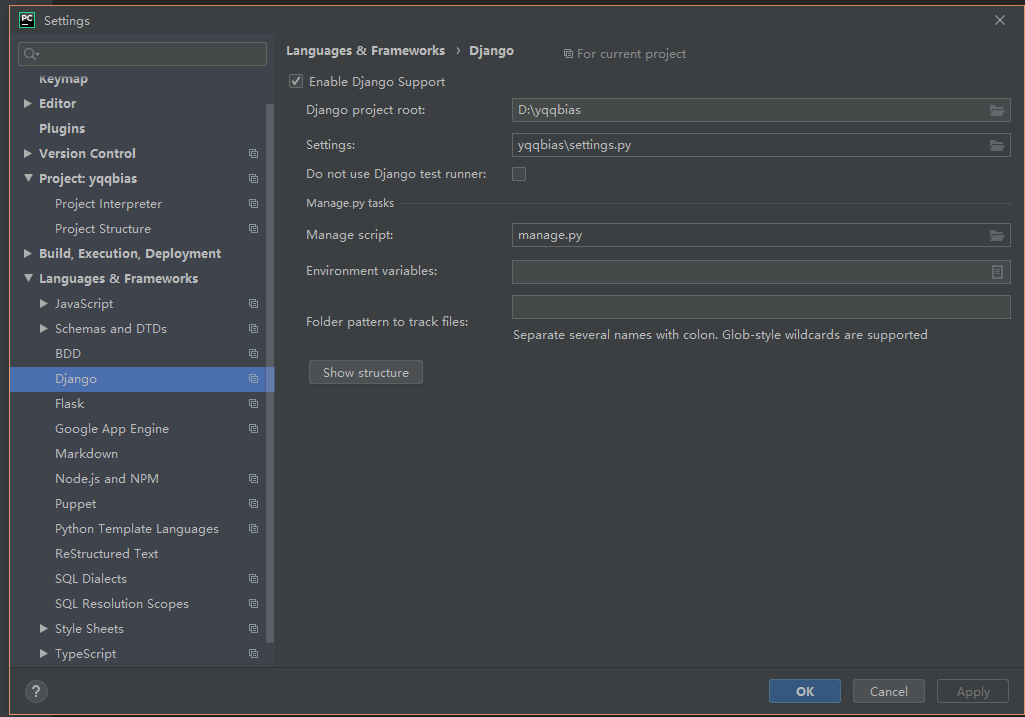 PC Settings
Keymap
Editor
Plugins
Version Control
Project: yqqbias
Project Interpreter
Project Structure
Build, Execution, Deployment
Languages & Frameworks
JavaScript
Schemas and DTDs
BDD
Django
Flask
Google App Engine
Markdown
Node.js and NPM
Puppet
Python Template Languages
ReStructured Text
SQL Dialects
SQL Resolution Scopes
Style Sheets
TypeScript
Languages & Frameworks › Django For current project
Enable Django Support
Django project root: D:\yqqbias
Settings: yqqbias\settings.py
Do not use Django test runner:
Manage.py tasks
Manage script: manage.py
Environment variables:
Folder pattern to track files:
Separate several names with colon. Glob-style wildcards are supported
Show structure
? OK Cancel Apply